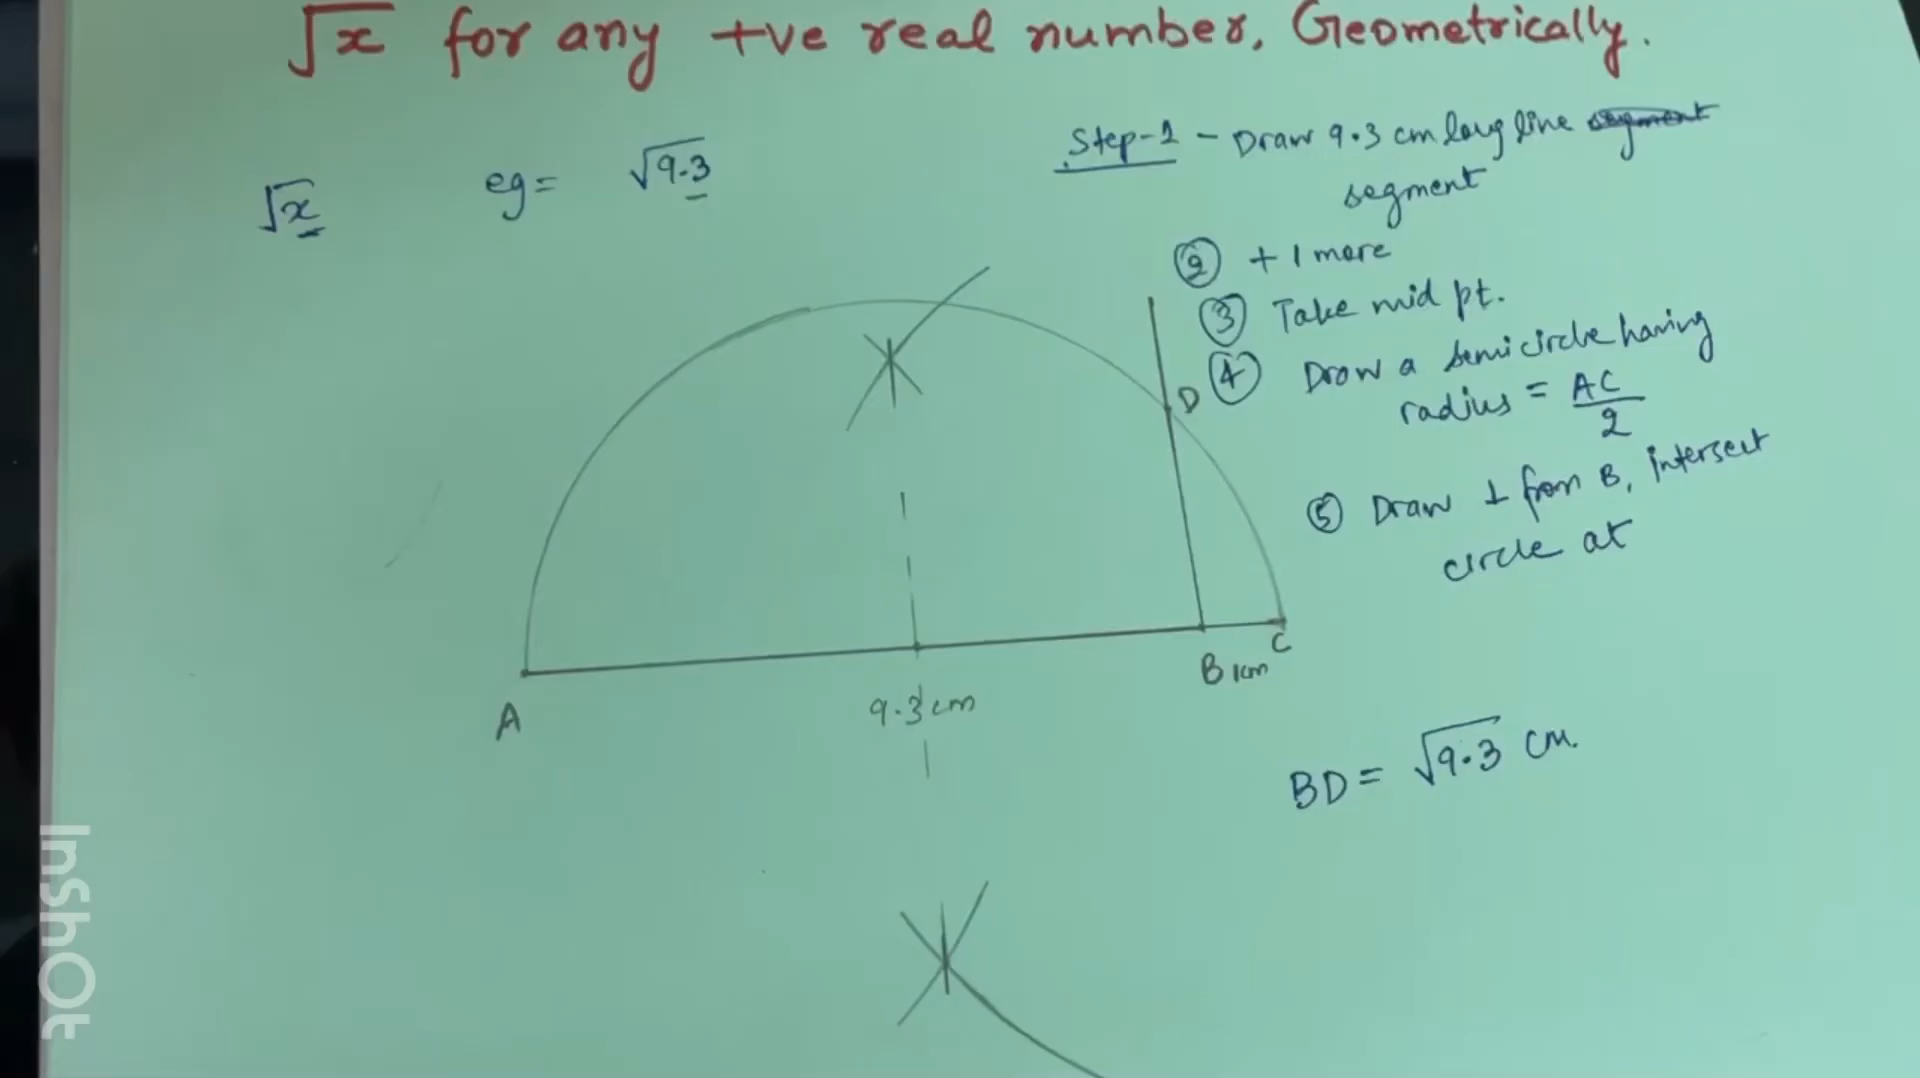 √x for any +ve real number, Geometrically.
√x eg = √9.3
Step-1 - Draw 9.3 cm long line
segment
② + 1 more
③ Take mid pt.
④ Draw a semicircle having
radius = AC/2
⑤ Draw ⊥ from B, intersect
circle at
D
A
9.3 cm
B 1cm C
BD = √9.3 cm.
InShOt